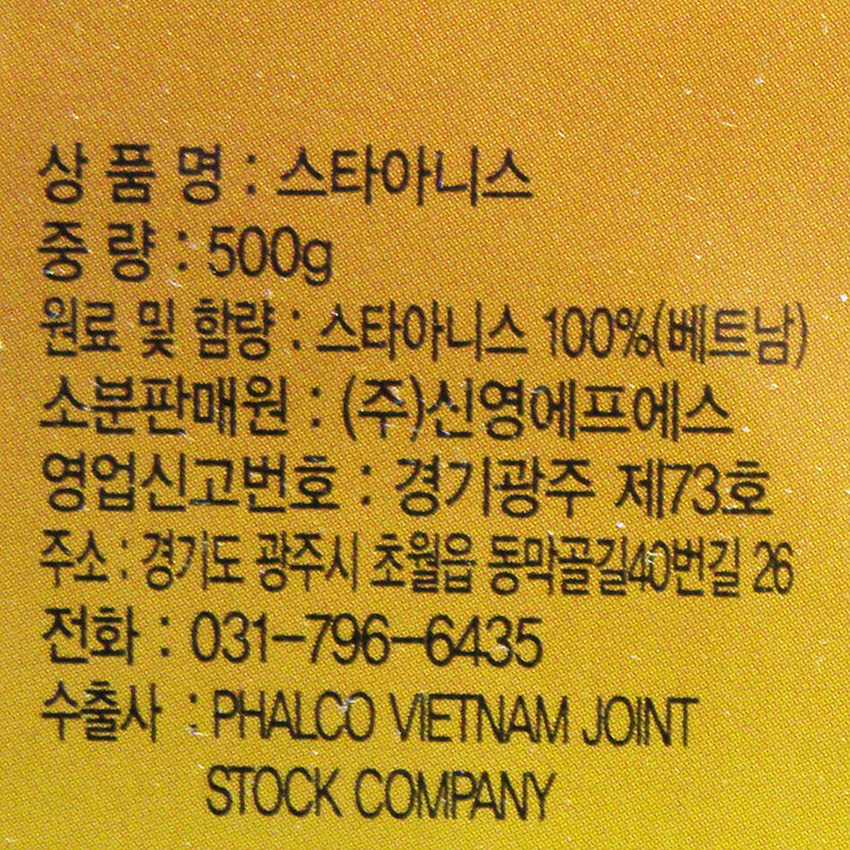 상 품 명 : 스타아니스
중 량 : 500g
원료 및 함량 : 스타아니스 100%(베트남)
소분판매원 : (주)신영에프에스
영업신고번호 : 경기광주 제73호
주소 : 경기도 광주시 초월읍 동막골길40번길 26
전화 : 031-796-6435
수출사 : PHALCO VIETNAM JOINT
STOCK COMPANY